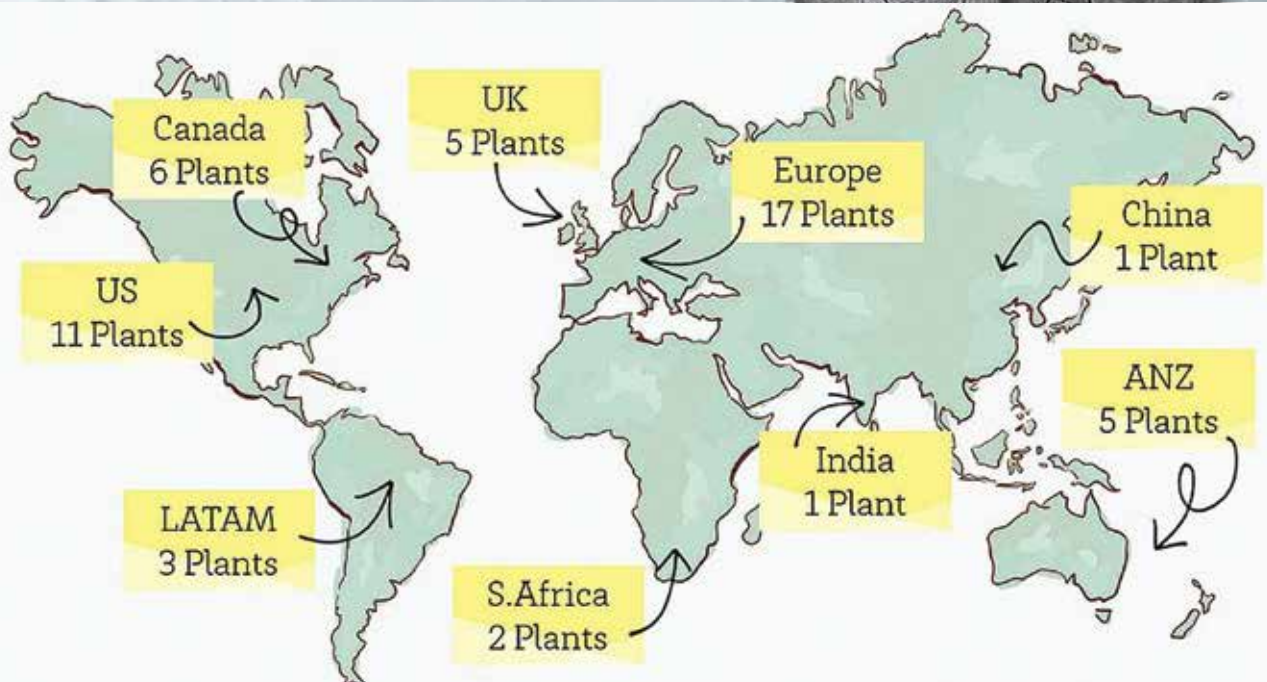 Canada
6 Plants
UK
5 Plants
Europe
17 Plants
China
1 Plant
US
11 Plants
ANZ
5 Plants
India
1 Plant
LATAM
3 Plants
S.Africa
2 Plants